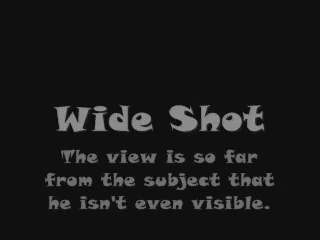 Wide Shot
The view is so far
from the subject that
he isn't even visible.